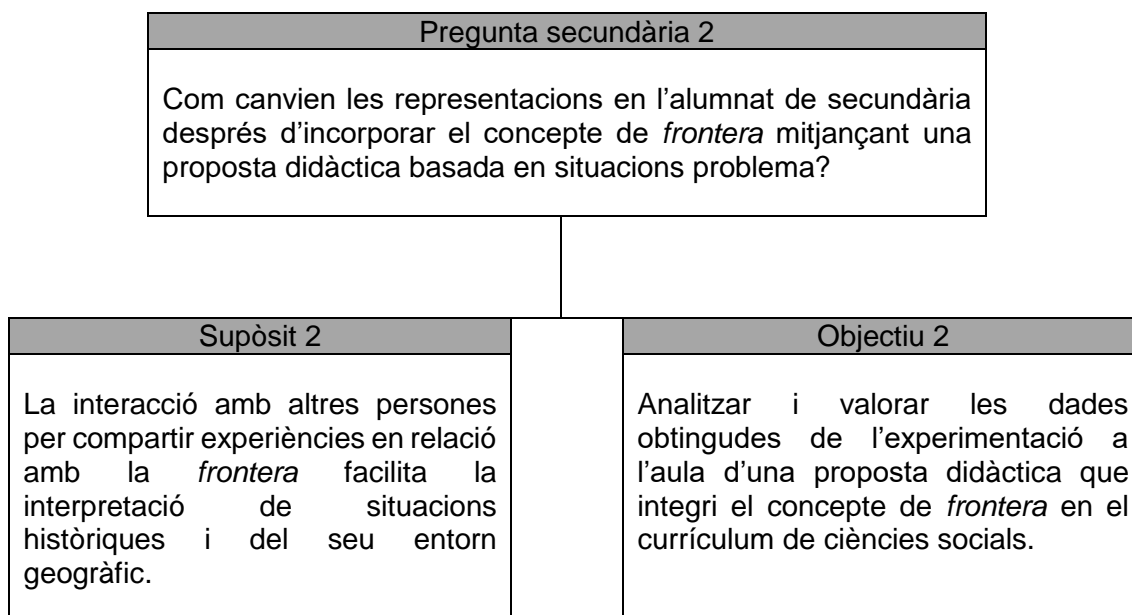 Pregunta secundària 2
Com canvien les representacions en l’alumnat de secundària
després d’incorporar el concepte de frontera mitjançant una
proposta didàctica basada en situacions problema?
Supòsit 2
La interacció amb altres persones
per compartir experiències en relació
amb la frontera facilita la
interpretació de situacions
històriques i del seu entorn
geogràfic.
Objectiu 2
Analitzar i valorar les dades
obtingudes de l’experimentació a
l’aula d’una proposta didàctica que
integri el concepte de frontera en el
currículum de ciències socials.